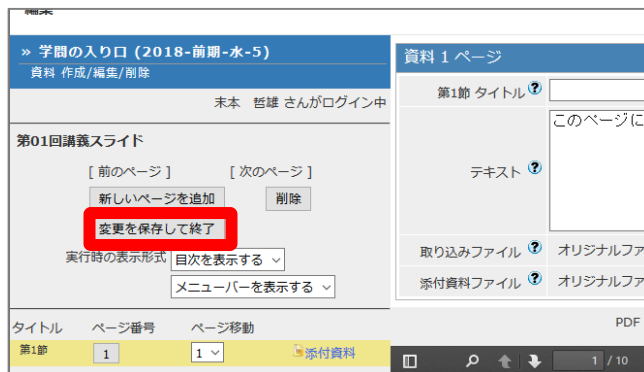 編集
» 学問の入り口 (2018-前期-水-5)
資料 作成/編集/削除
末本 哲雄 さんがログイン中
第01回講義スライド
[ 前のページ ] [ 次のページ ]
新しいページを追加 削除
変更を保存して終了
実行時の表示形式 目次を表示する
メニューバーを表示する
タイトル ページ番号 ページ移動
第1節 1 1 添付資料
資料 1 ページ
第1節 タイトル ?
このページに
テキスト ?
取り込みファイル ? オリジナルファ
添付資料ファイル ? オリジナルファ
PDF
1 / 10